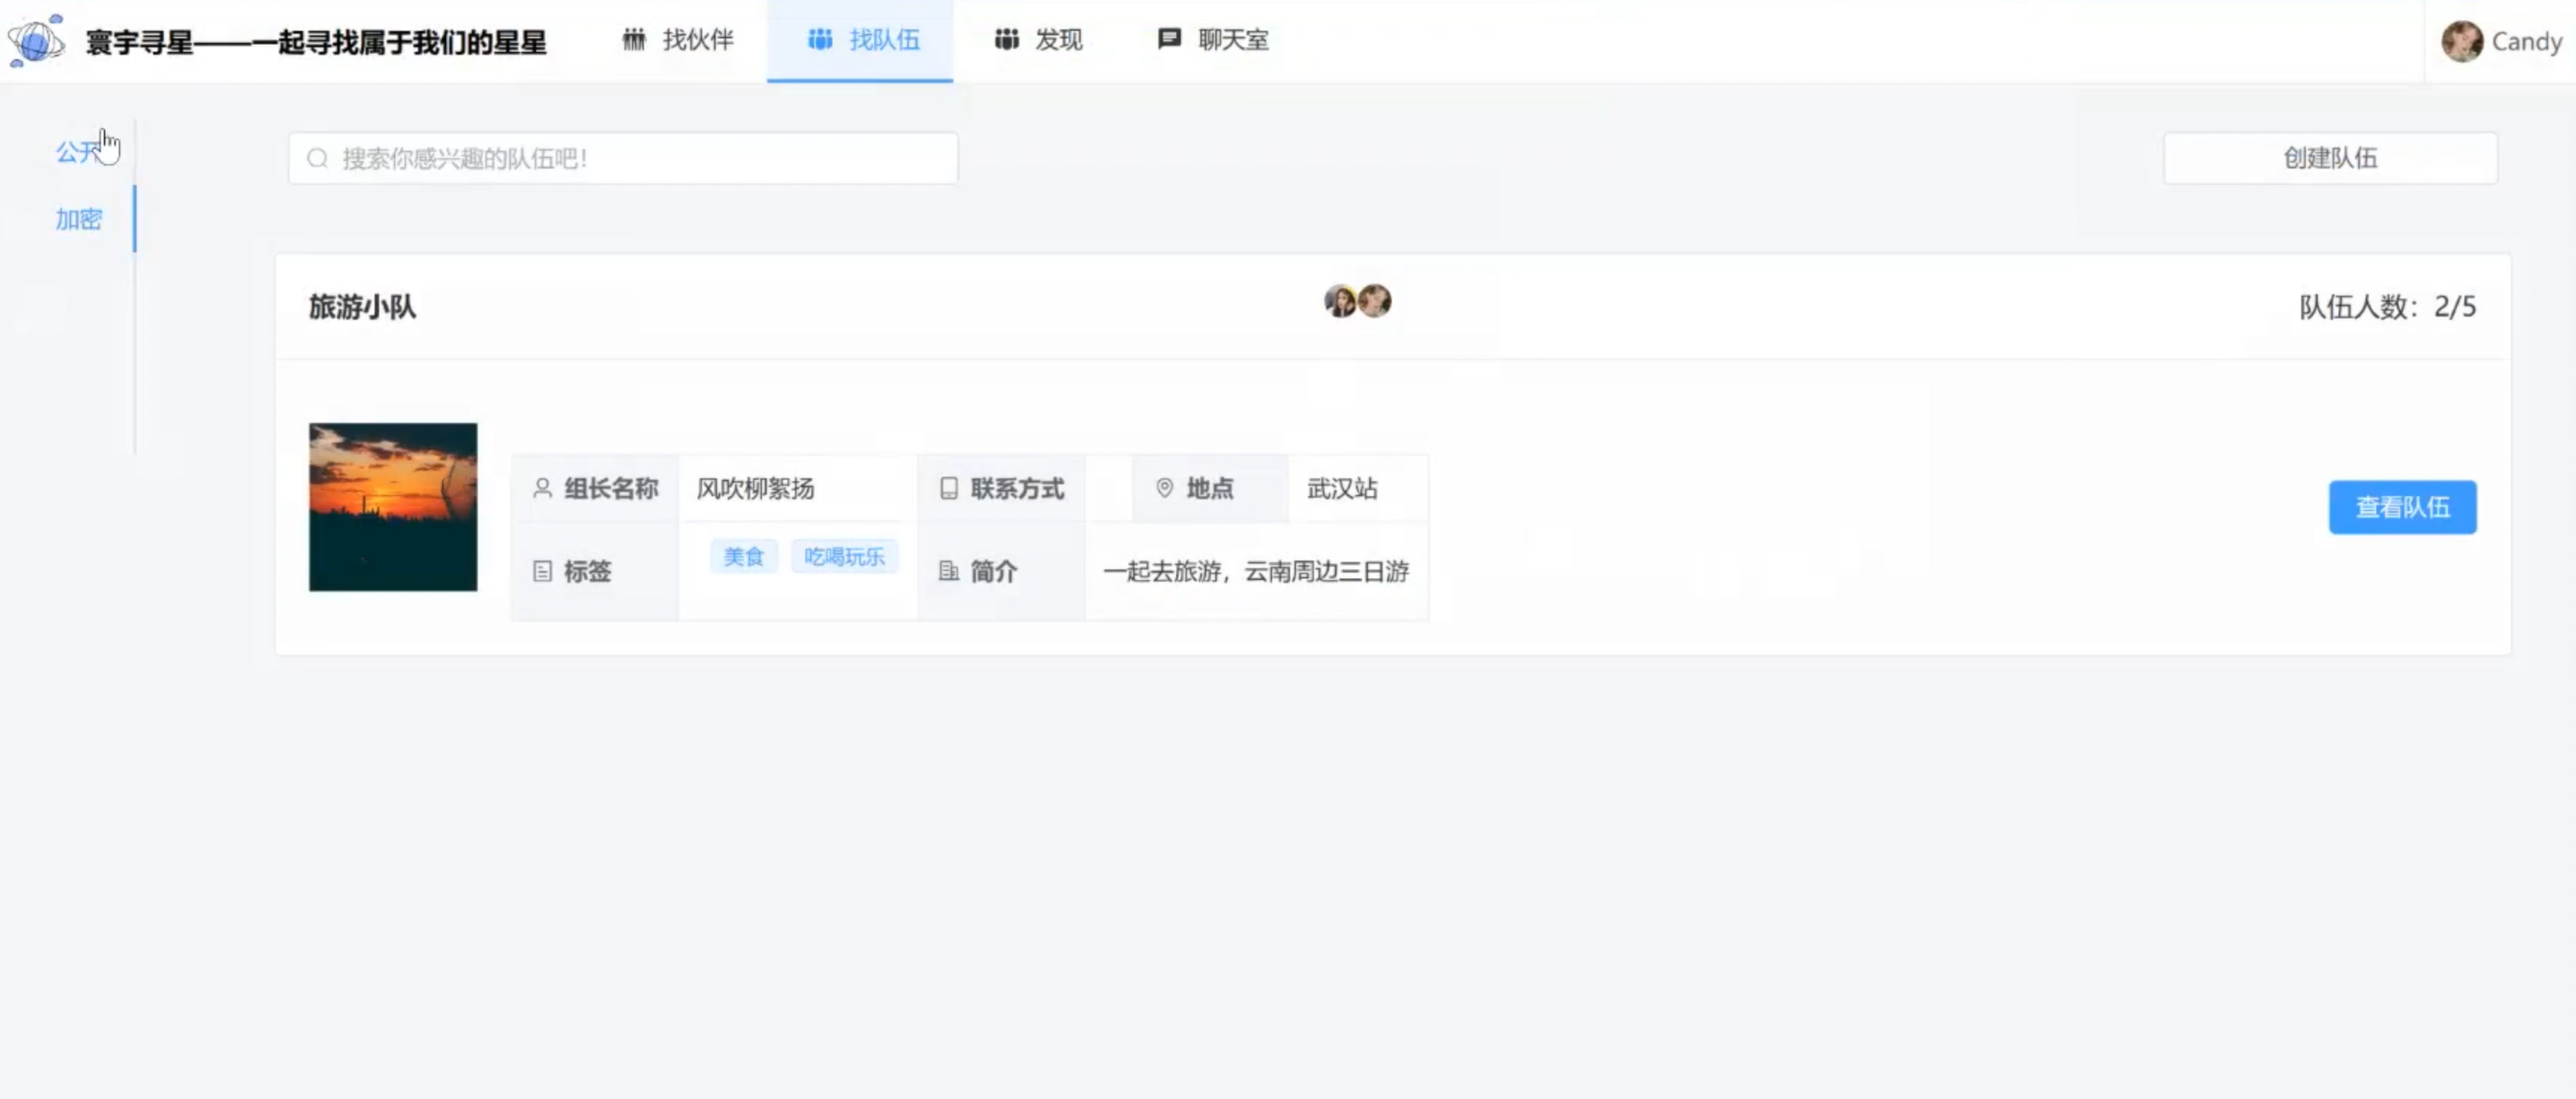 寰宇寻星——一起寻找属于我们的星星 找伙伴 找队伍 发现 聊天室 Candy
公开
搜索你感兴趣的队伍吧！ 创建队伍
加密
旅游小队 队伍人数：2/5
组长名称 风吹柳絮扬 联系方式 地点 武汉站
查看队伍
标签 美食 吃喝玩乐 简介 一起去旅游，云南周边三日游